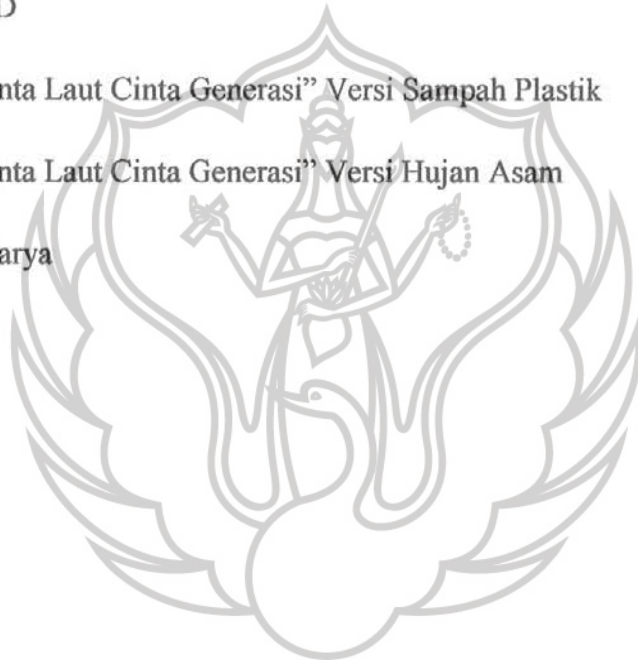 nta Laut Cinta Generasi” Versi Sampah Plastik
nta Laut Cinta Generasi” Versi Hujan Asam
arya